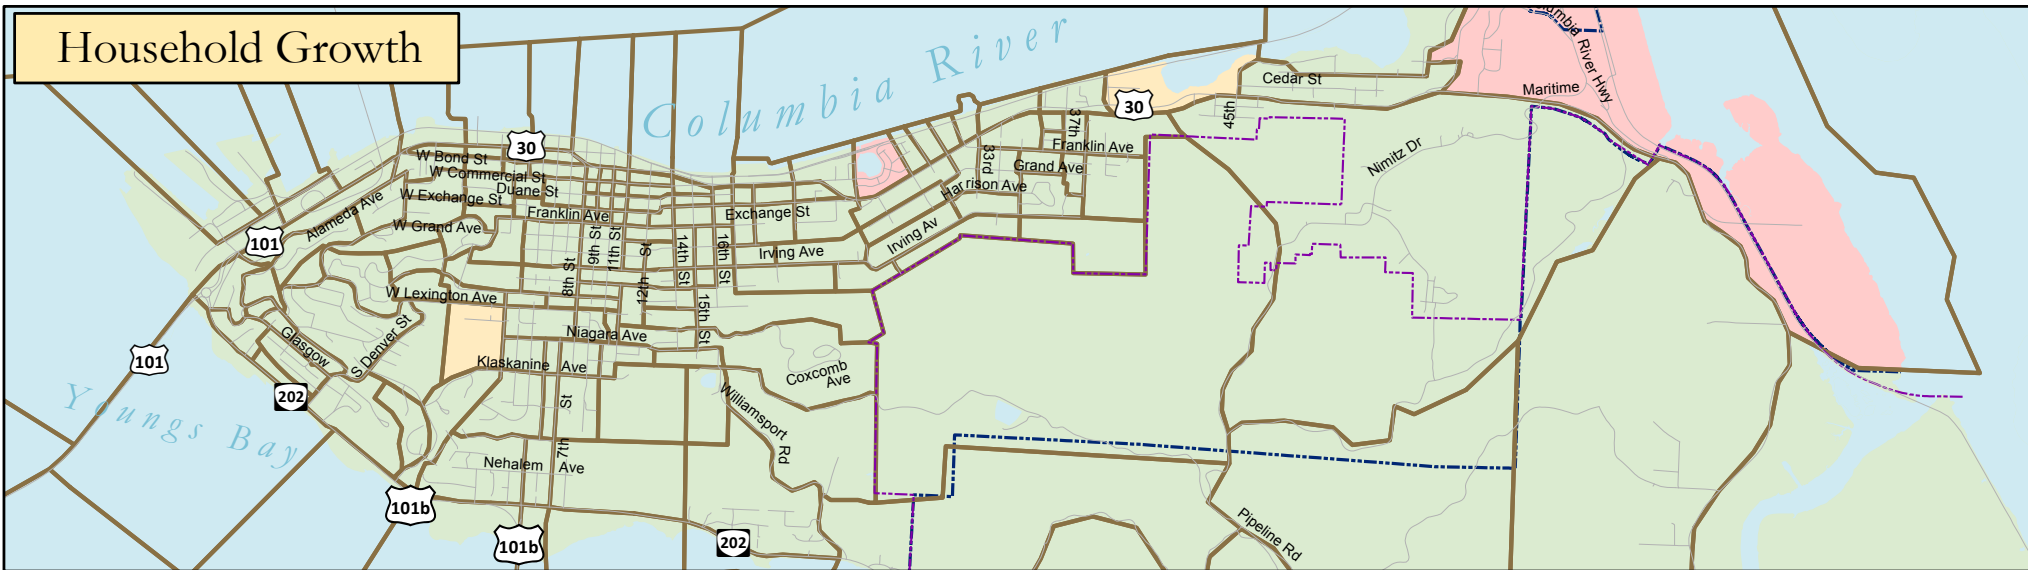 Household Growth
Columbia River
Columbia River Hwy
Cedar St
Maritime
30
45th
37th
Franklin Ave
33rd
Grand Ave
Nimitz Dr
Harrison Ave
30
W Bond St
W Commercial St
Duane St
W Exchange St
Alameda Ave
Franklin Ave
Exchange St
W Grand Ave
101
9th St
11th St
12th St
14th St
16th St
Irving Ave
Irving Av
8th St
W Lexington Ave
15th St
Niagara Ave
Glasgow
S Denver St
101
Klaskanine Ave
Coxcomb Ave
202
Williamsport Rd
Youngs Bay
7th St
Nehalem Ave
101b
101b
202
Pipeline Rd